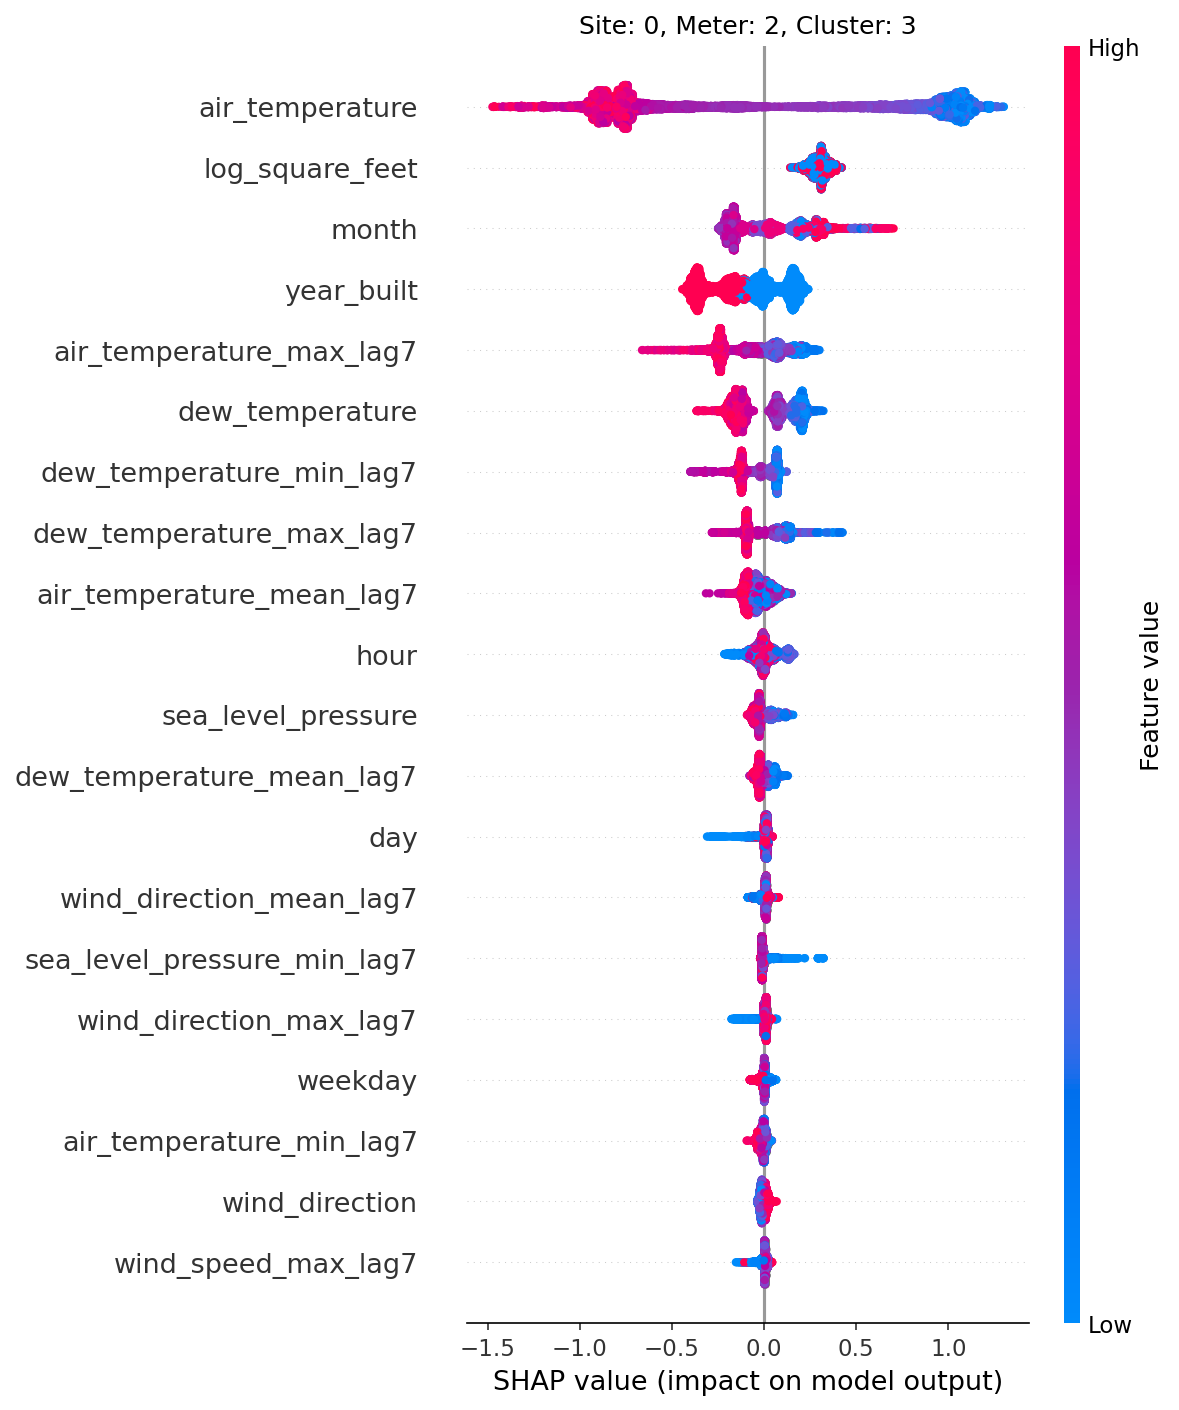 Site: 0, Meter: 2, Cluster: 3
High
air_temperature
log_square_feet
month
year_built
air_temperature_max_lag7
dew_temperature
dew_temperature_min_lag7
dew_temperature_max_lag7
air_temperature_mean_lag7
hour
sea_level_pressure
dew_temperature_mean_lag7
day
wind_direction_mean_lag7
sea_level_pressure_min_lag7
wind_direction_max_lag7
weekday
air_temperature_min_lag7
wind_direction
wind_speed_max_lag7
Feature value
Low
−1.5 −1.0 −0.5 0.0 0.5 1.0
SHAP value (impact on model output)